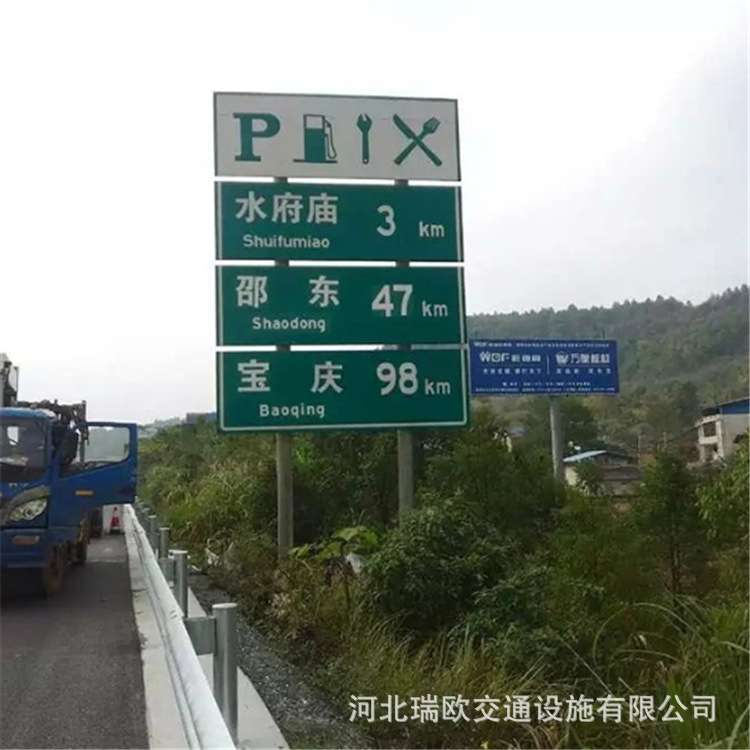 P
水府庙 3 km
Shuifumiao
邵东 47 km
Shaodong
宝庆 98 km
Baoqing
河北瑞欧交通设施有限公司